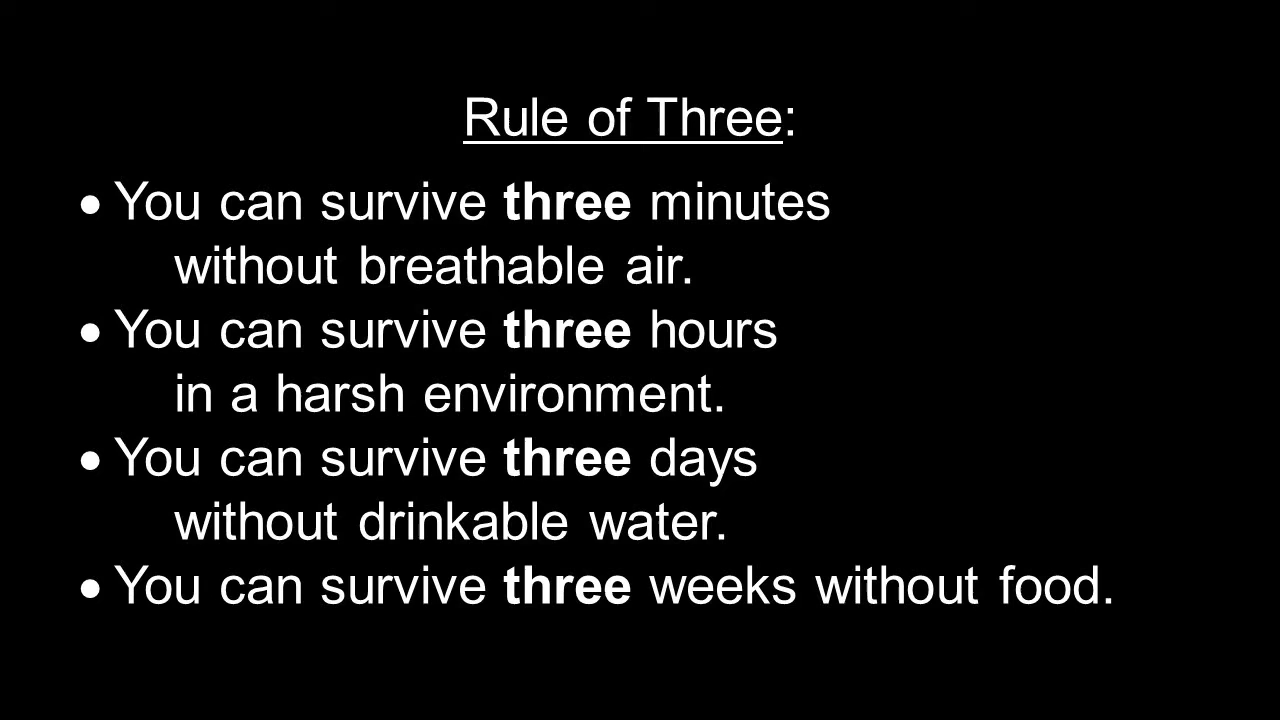 Rule of Three:
• You can survive three minutes
without breathable air.
• You can survive three hours
in a harsh environment.
• You can survive three days
without drinkable water.
• You can survive three weeks without food.